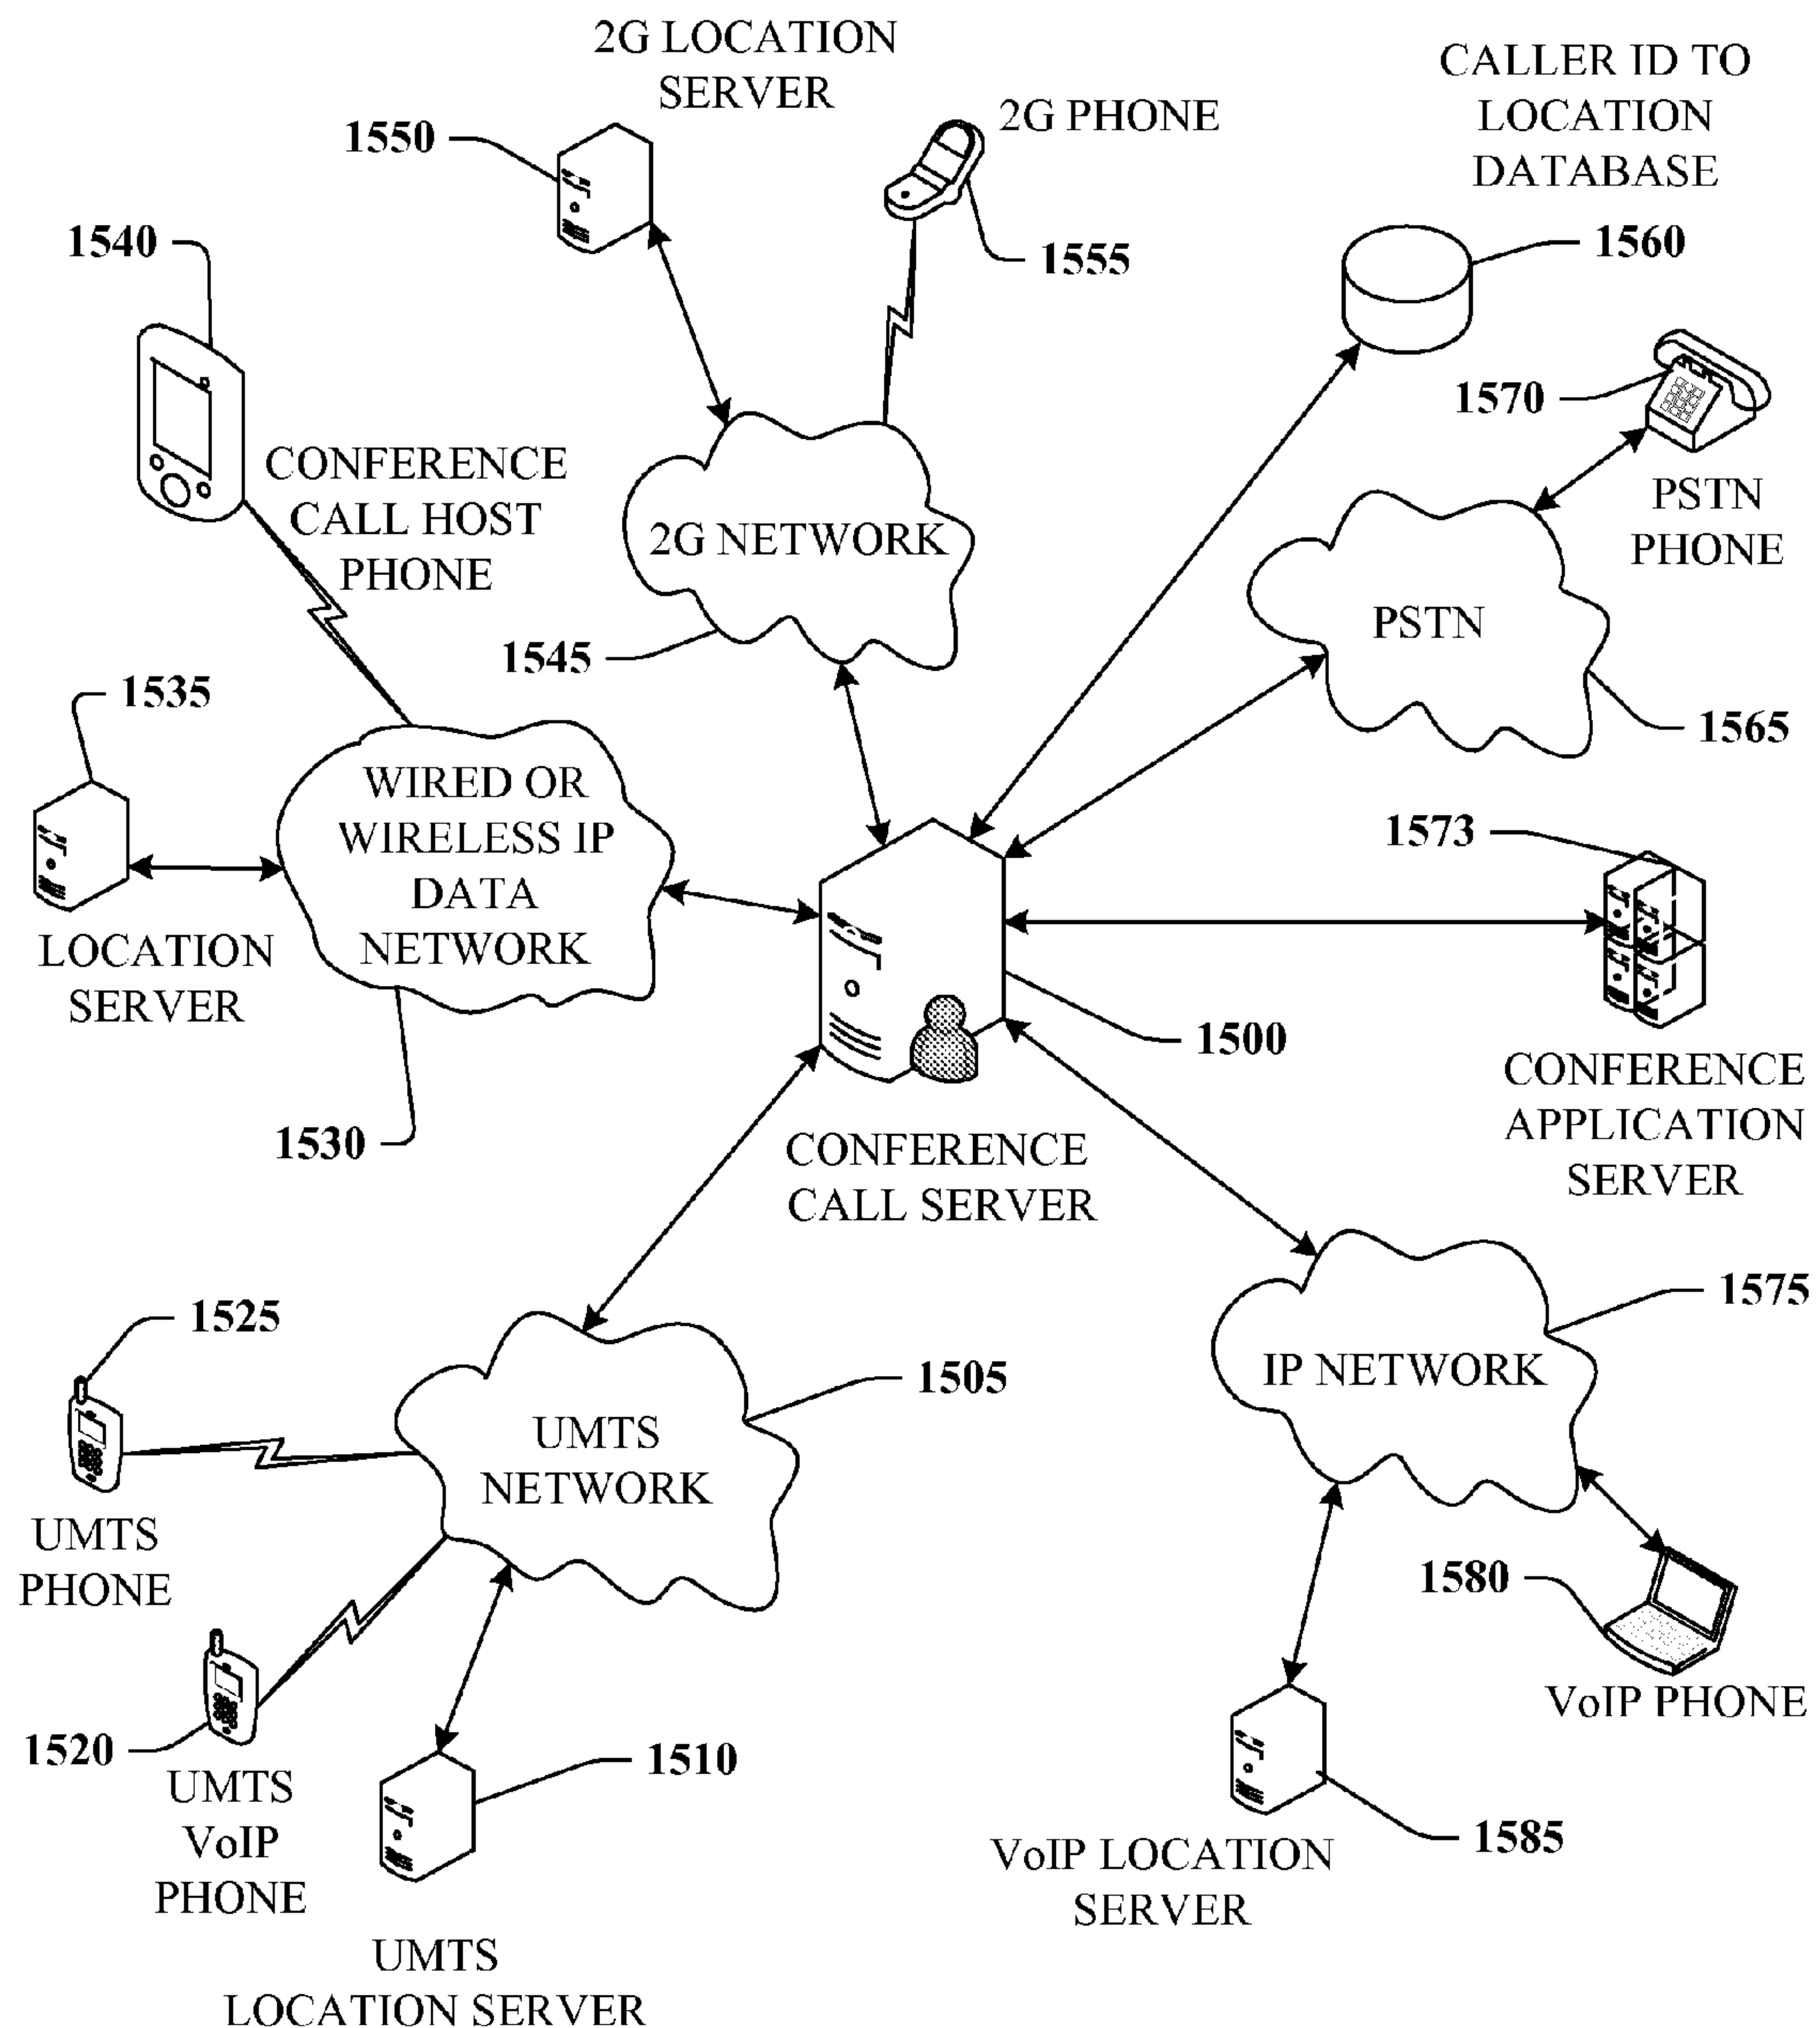 2G LOCATION
SERVER
1550
2G PHONE
1555
CALLER ID TO
LOCATION
DATABASE
1560
1540
CONFERENCE
CALL HOST
PHONE
2G NETWORK
1545
1570
PSTN
PHONE
PSTN
1565
1535
LOCATION
SERVER
WIRED OR
WIRELESS IP
DATA
NETWORK
1530
1573
CONFERENCE
APPLICATION
SERVER
1500
CONFERENCE
CALL SERVER
1525
UMTS
PHONE
1505
UMTS
NETWORK
1520
UMTS
VoIP
PHONE
1510
UMTS
LOCATION SERVER
1575
IP NETWORK
1580
VoIP PHONE
1585
VoIP LOCATION
SERVER